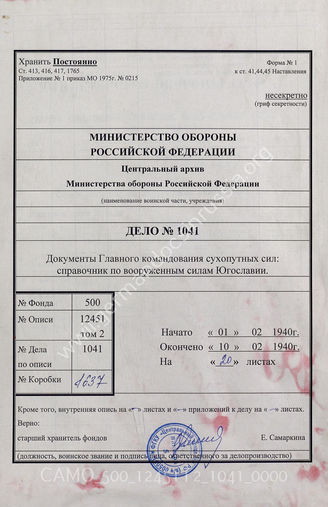 Хранить Постоянно
Ст. 413, 416, 417, 1765
Приложение № 1 приказ МО 1975г. № 0215
Форма № 1
к ст. 41,44,45 Наставления
несекретно
(гриф секретности)
МИНИСТЕРСТВО ОБОРОНЫ
РОССИЙСКОЙ ФЕДЕРАЦИИ
Центральный архив
Министерства обороны Российской Федерации
(наименование воинской части, учреждения)
ДЕЛО № 1041
Документы Главного командования сухопутных сил:
справочник по вооруженным силам Югославии.
№ Фонда 500
№ Описи 12451
том 2
№ Дела 1041
по описи
№ Коробки 1637
Начато « 01 » 02 1940г.
Окончено « 10 » 02 1940г.
На « 20 » листах
Кроме того, внутренняя опись на «-» листах и «-» приложений к делу на «-» листах.
Верно:
старший хранитель фондов Е. Самаркина
(должность, воинское звание и подпись лица, ответственного за делопроизводство)